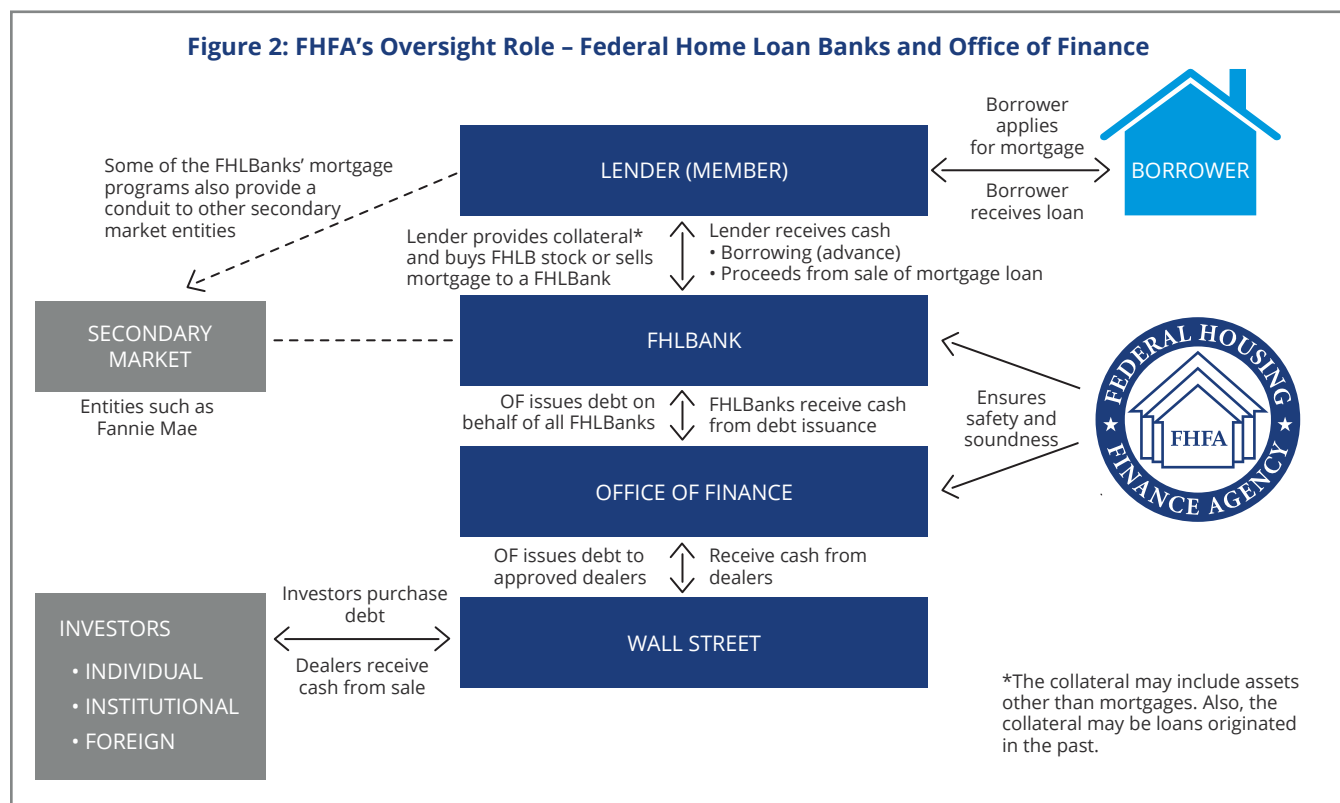 Figure 2: FHFA’s Oversight Role – Federal Home Loan Banks and Office of Finance
Borrower
applies
for mortgage
Borrower
receives loan
BORROWER
LENDER (MEMBER)
Some of the FHLBanks’ mortgage
programs also provide a
conduit to other secondary
market entities
Lender provides collateral*
and buys FHLB stock or sells
mortgage to a FHLBank
Lender receives cash
• Borrowing (advance)
• Proceeds from sale of mortgage loan
SECONDARY
MARKET
Entities such as
Fannie Mae
FHLBANK
Ensures
safety and
soundness
FEDERAL HOUSING
FHFA
★ FINANCE AGENCY ★
OF issues debt on
behalf of all FHLBanks
FHLBanks receive cash
from debt issuance
OFFICE OF FINANCE
OF issues debt to
approved dealers
Receive cash from
dealers
Investors purchase
debt
Dealers receive
cash from sale
INVESTORS
• INDIVIDUAL
• INSTITUTIONAL
• FOREIGN
WALL STREET
*The collateral may include assets
other than mortgages. Also, the
collateral may be loans originated
in the past.